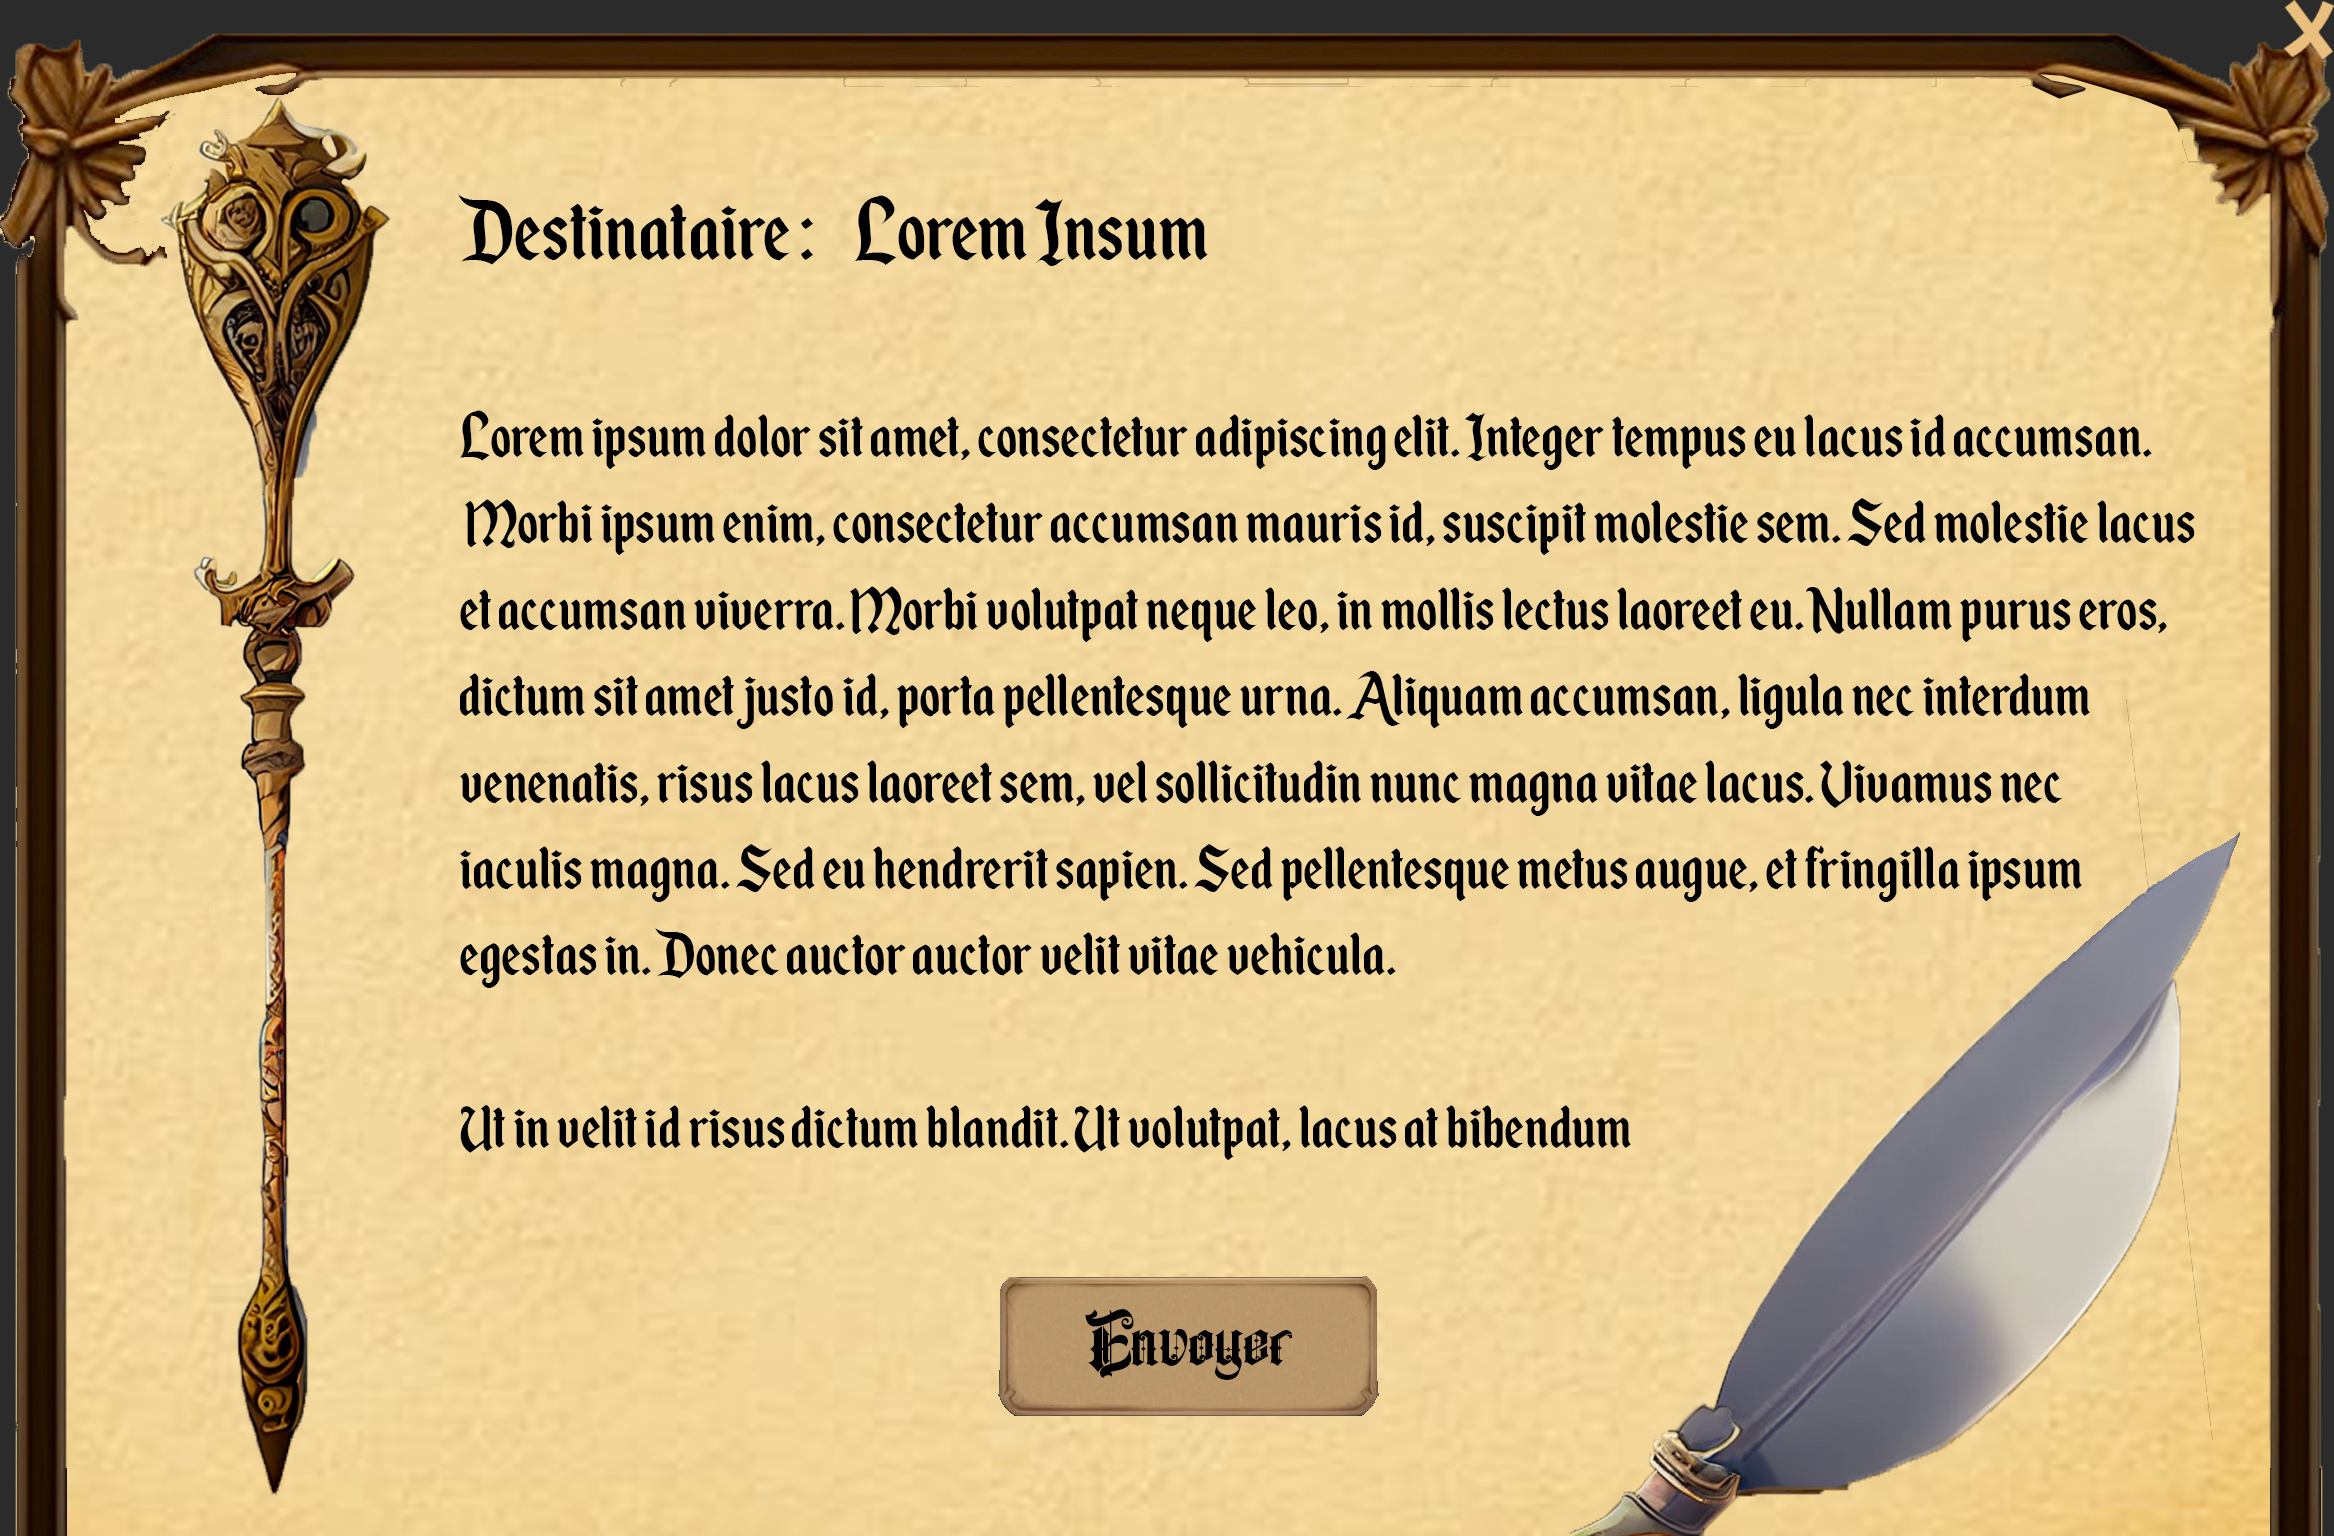 X
Destinataire : Lorem Insum
Lorem ipsum dolor sit amet, consectetur adipiscing elit. Integer tempus eu lacus id accumsan.
Morbi ipsum enim, consectetur accumsan mauris id, suscipit molestie sem. Sed molestie lacus
et accumsan viverra. Morbi volutpat neque leo, in mollis lectus laoreet eu. Nullam purus eros,
dictum sit amet justo id, porta pellentesque urna. Aliquam accumsan, ligula nec interdum
venenatis, risus lacus laoreet sem, vel sollicitudin nunc magna vitae lacus. Vivamus nec
iaculis magna. Sed eu hendrerit sapien. Sed pellentesque metus augue, et fringilla ipsum
egestas in. Donec auctor auctor velit vitae vehicula.
Ut in velit id risus dictum blandit. Ut volutpat, lacus at bibendum
Envoyer